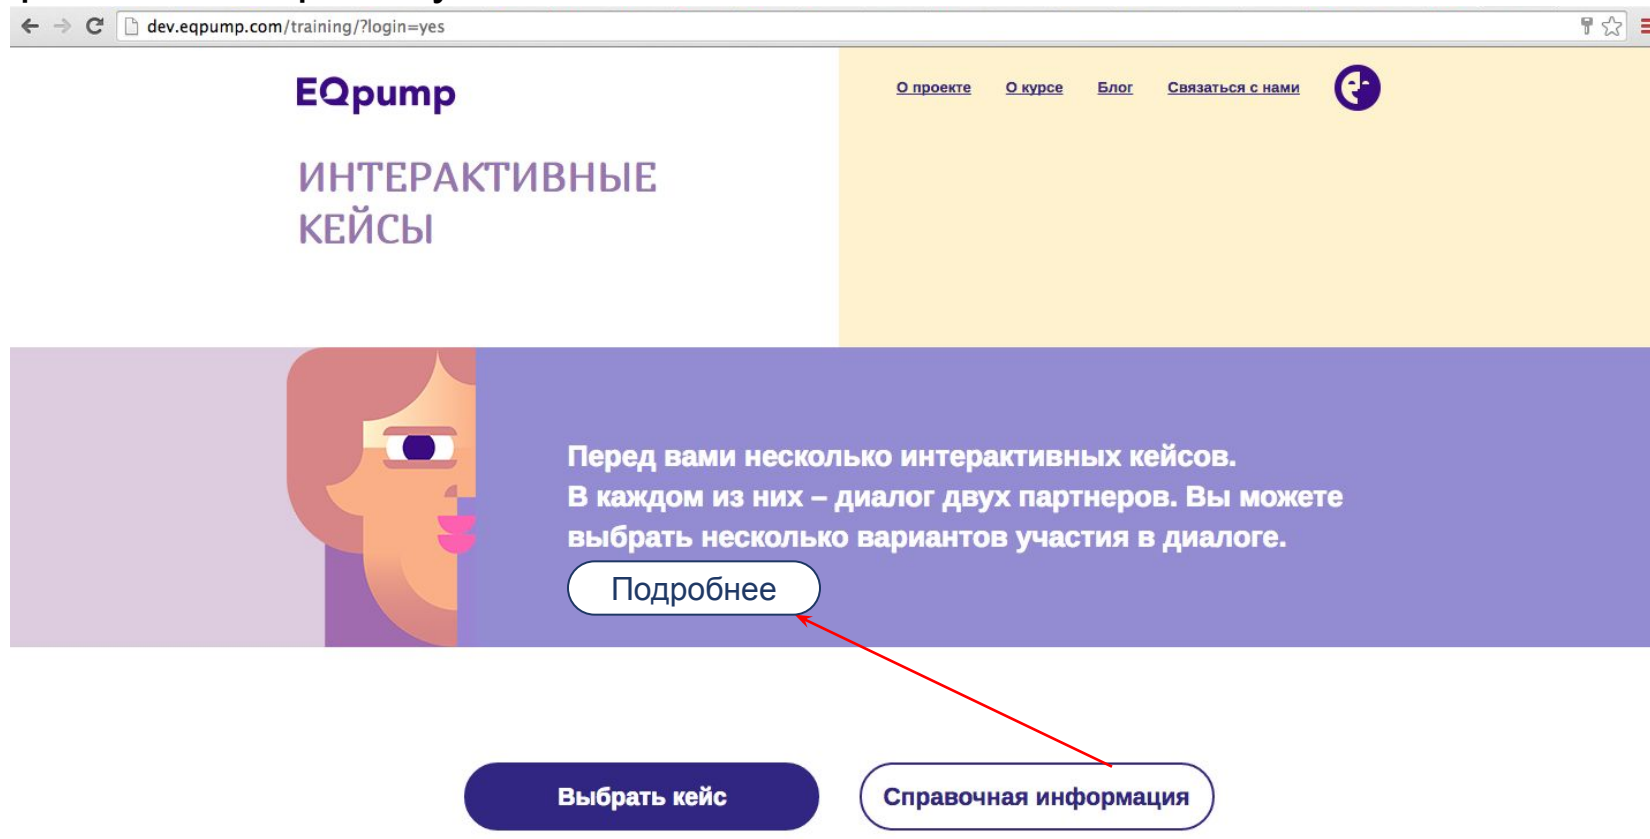 dev.eqpump.com/training/?login=yes
EQpump
О проекте О курсе Блог Связаться с нами
ИНТЕРАКТИВНЫЕ
КЕЙСЫ
Перед вами несколько интерактивных кейсов.
В каждом из них – диалог двух партнеров. Вы можете
выбрать несколько вариантов участия в диалоге.
Подробнее
Выбрать кейс Справочная информация